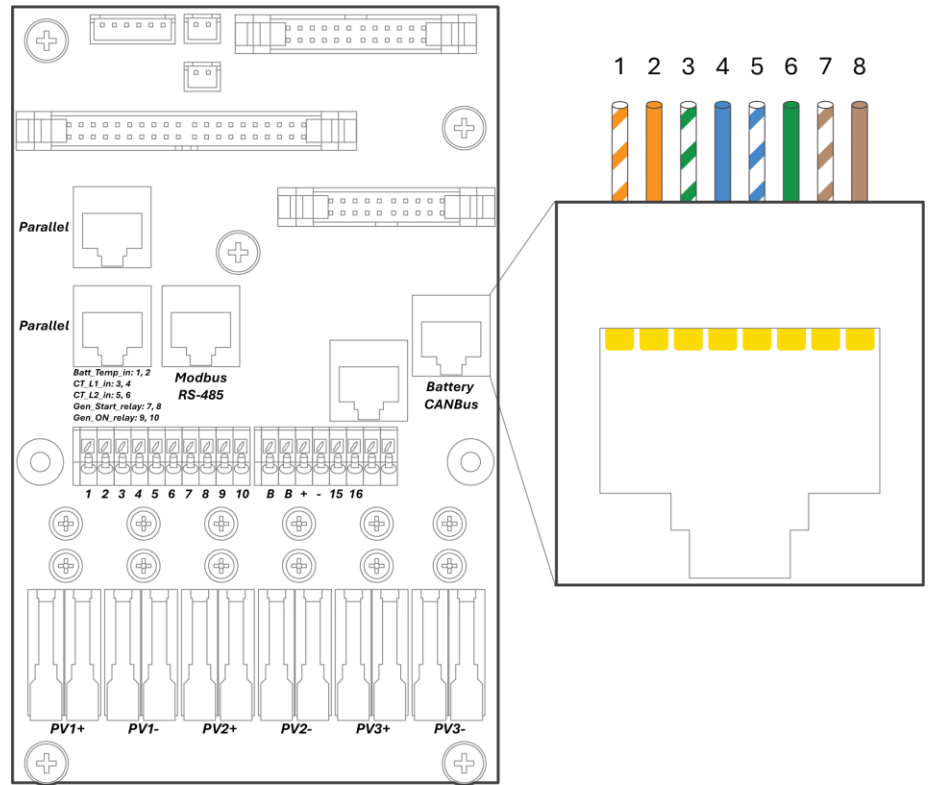 1 2 3 4 5 6 7 8
Parallel
Parallel
Batt_Temp_in: 1, 2
CT_L1_in: 3, 4
CT_L2_in: 5, 6
Gen_Start_relay: 7, 8
Gen_ON_relay: 9, 10
Modbus
RS-485
Battery
CANBus
1 2 3 4 5 6 7 8 9 10
B B + - 15 16
PV1+ PV1- PV2+ PV2- PV3+ PV3-